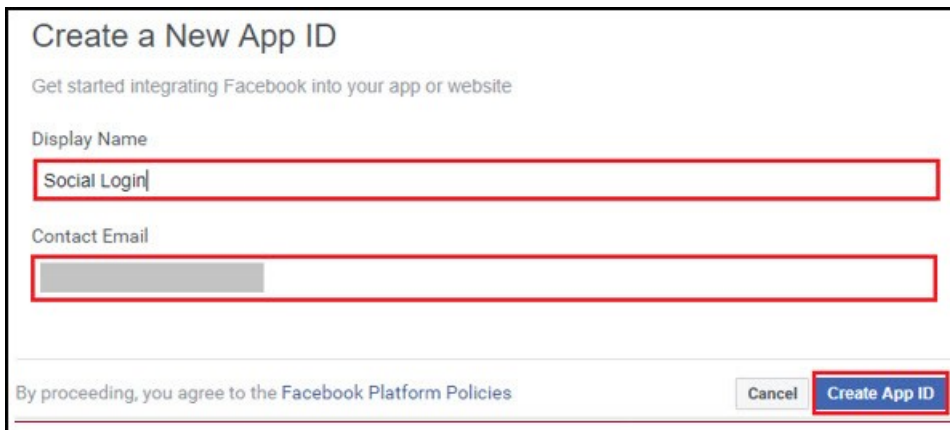 Create a New App ID
Get started integrating Facebook into your app or website
Display Name
Social Login
Contact Email
By proceeding, you agree to the Facebook Platform Policies
Cancel
Create App ID